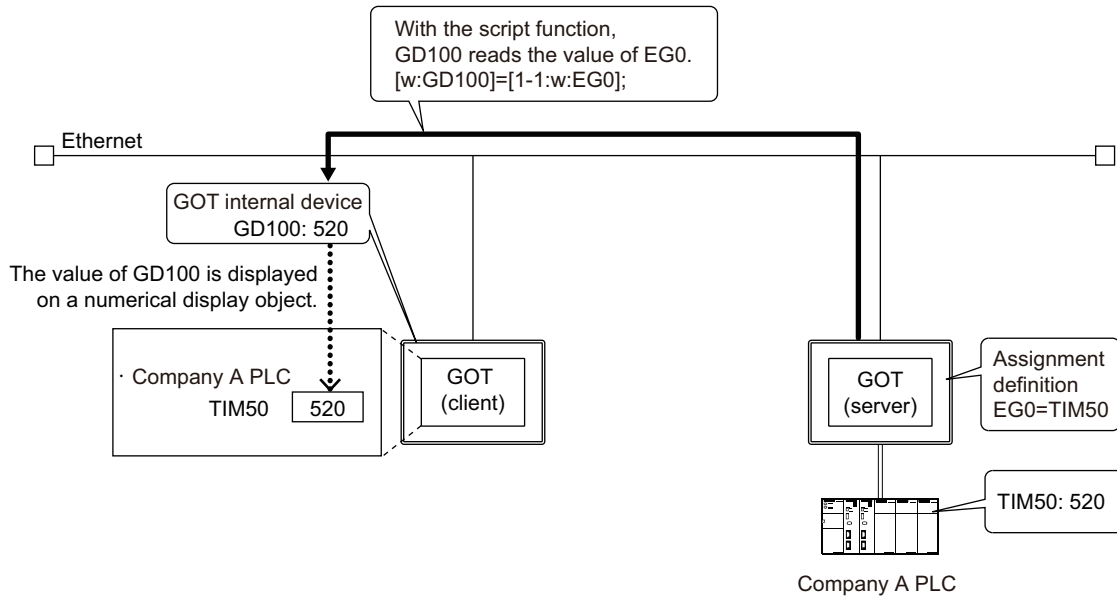 With the script function,
GD100 reads the value of EG0.
[w:GD100]=[1-1:w:EG0];
Ethernet
GOT internal device
GD100: 520
The value of GD100 is displayed
on a numerical display object.
· Company A PLC
TIM50 520
GOT
(client)
GOT
(server)
Assignment
definition
EG0=TIM50
TIM50: 520
Company A PLC